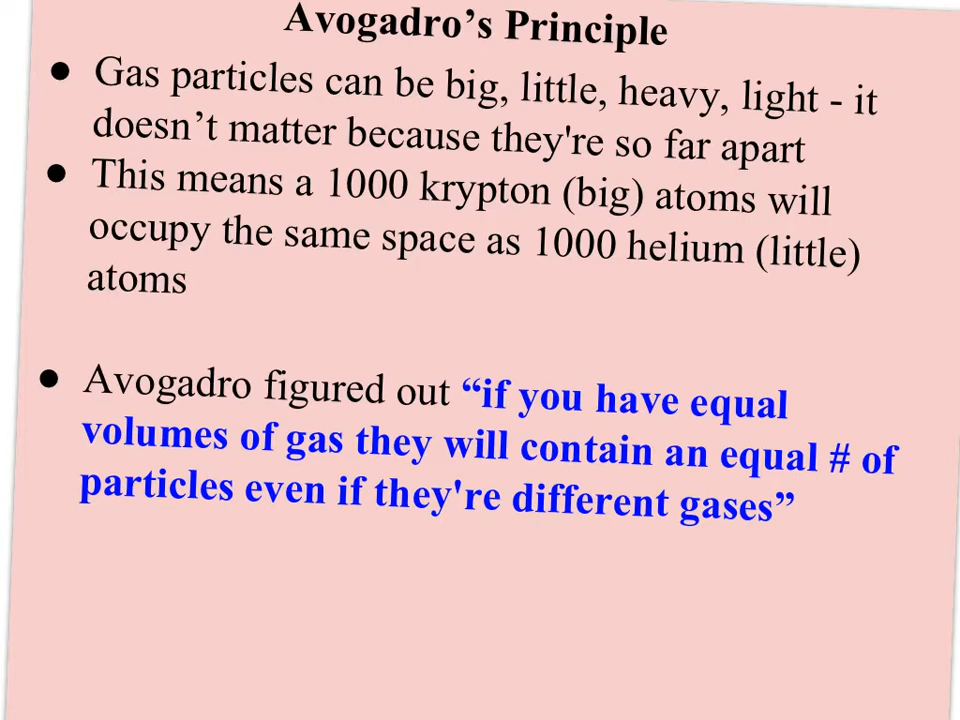 Avogadro’s Principle
● Gas particles can be big, little, heavy, light - it
doesn’t matter because they're so far apart
● This means a 1000 krypton (big) atoms will
occupy the same space as 1000 helium (little)
atoms
● Avogadro figured out “if you have equal
volumes of gas they will contain an equal # of
particles even if they're different gases”